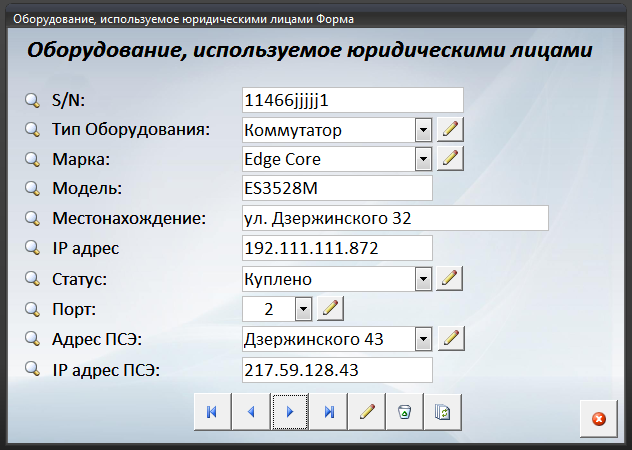 Оборудование, используемое юридическими лицами Форма
Оборудование, используемое юридическими лицами
S/N: 11466jjjjj1
Тип Оборудования: Коммутатор
Марка: Edge Core
Модель: ES3528M
Местонахождение: ул. Дзержинского 32
IP адрес 192.111.111.872
Статус: Куплено
Порт: 2
Адрес ПСЭ: Дзержинского 43
IP адрес ПСЭ: 217.59.128.43